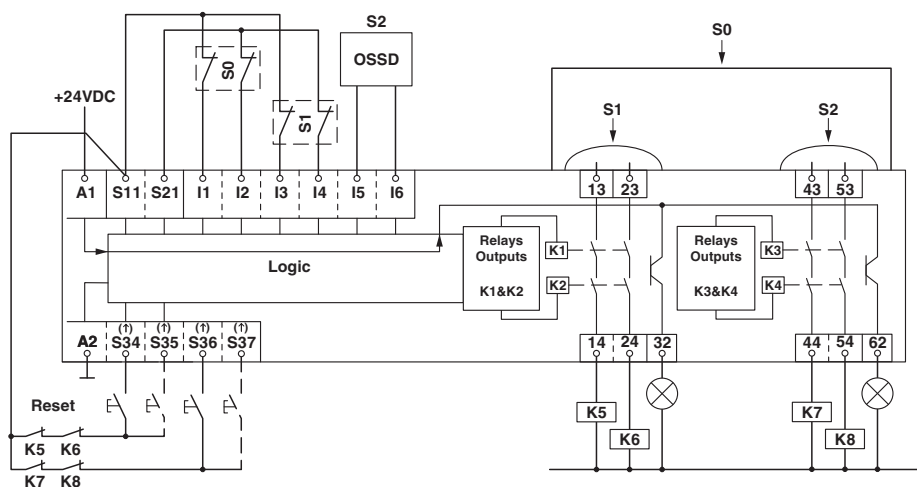 S2
S0
OSSD
S0
+24VDC
S1
S1
S2
A1 S11 S21 I1 I2 I3 I4 I5 I6
13 23
43 53
Logic
Relays
Outputs
K1&K2
K1
K2
Relays
Outputs
K3&K4
K3
K4
(↑) (↑) (↑) (↑)
A2 S34 S35 S36 S37
14 24 32
44 54 62
Reset
K5 K6
K7 K8
K5
K6
K7
K8